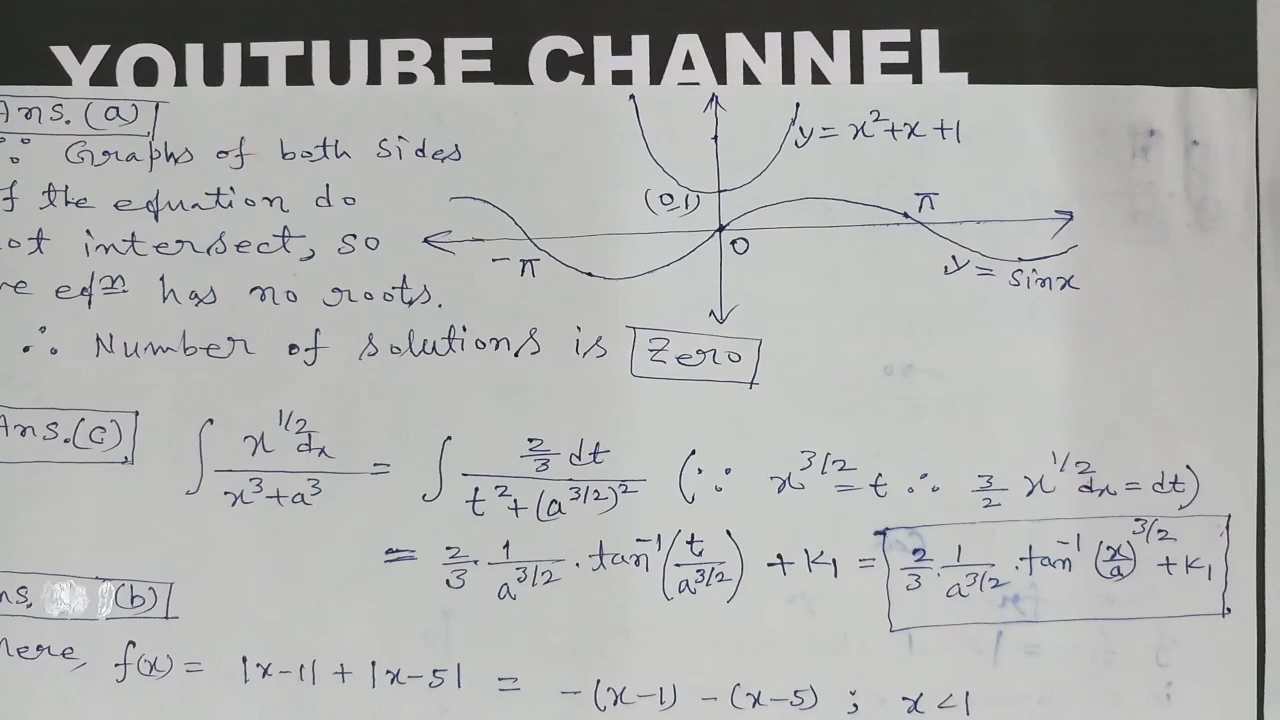 YOUTUBE CHANNEL
Ans. (a)
∵ Graphs of both sides
f the equation do
ot intersect, so
re eqⁿ has no roots.
∴ Number of solutions is Zero
y = x²+x+1
(0,1)
π
-π
O
y = sinx
Ans.(c) ∫ x^{1/2}dx / (x³+a³) = ∫ (2/3)dt / (t²+(a^{3/2})²) (∵ x^{3/2}=t ∴ 3/2 x^{1/2}dx=dt)
= 2/3 . 1/a^{3/2} . tan⁻¹(t/a^{3/2}) + K₁ = 2/3 . 1/a^{3/2} . tan⁻¹(x/a)^{3/2} + K₁
ns. (b)
here, f(x) = |x-1| + |x-5| = -(x-1) -(x-5) ; x<1